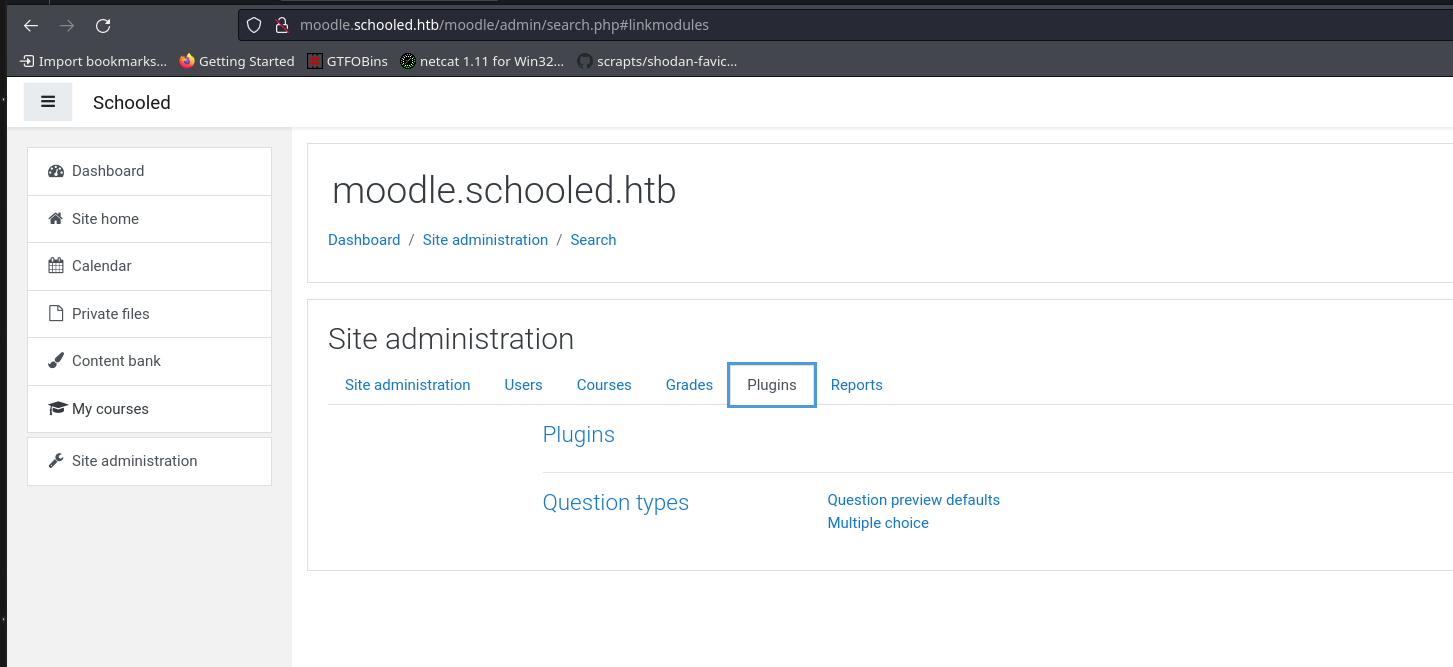 moodle.schooled.htb/moodle/admin/search.php#linkmodules
Import bookmarks... Getting Started GTFOBins netcat 1.11 for Win32... scrapts/shodan-favic...
Schooled
Dashboard
Site home
Calendar
Private files
Content bank
My courses
Site administration
moodle.schooled.htb
Dashboard / Site administration / Search
Site administration
Site administration Users Courses Grades Plugins Reports
Plugins
Question types
Question preview defaults
Multiple choice